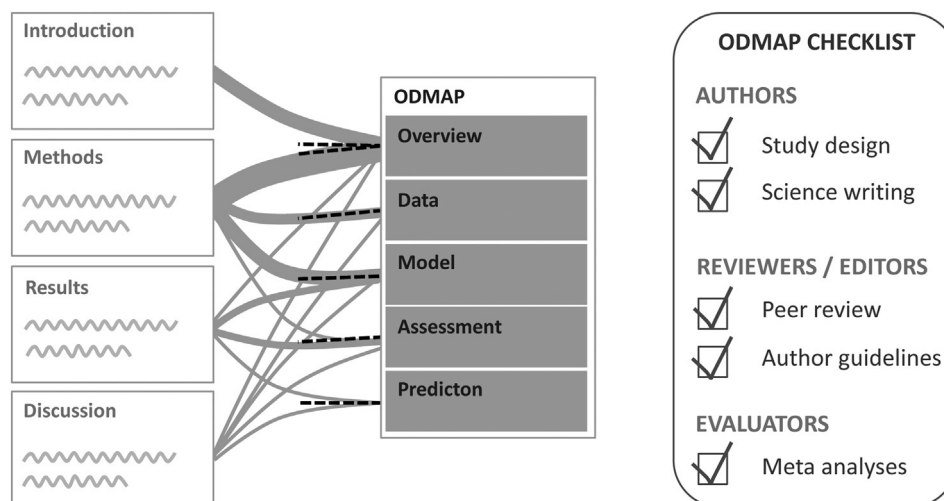 Introduction
Methods
Results
Discussion
ODMAP
Overview
Data
Model
Assessment
Predicton
ODMAP CHECKLIST
AUTHORS
Study design
Science writing
REVIEWERS / EDITORS
Peer review
Author guidelines
EVALUATORS
Meta analyses